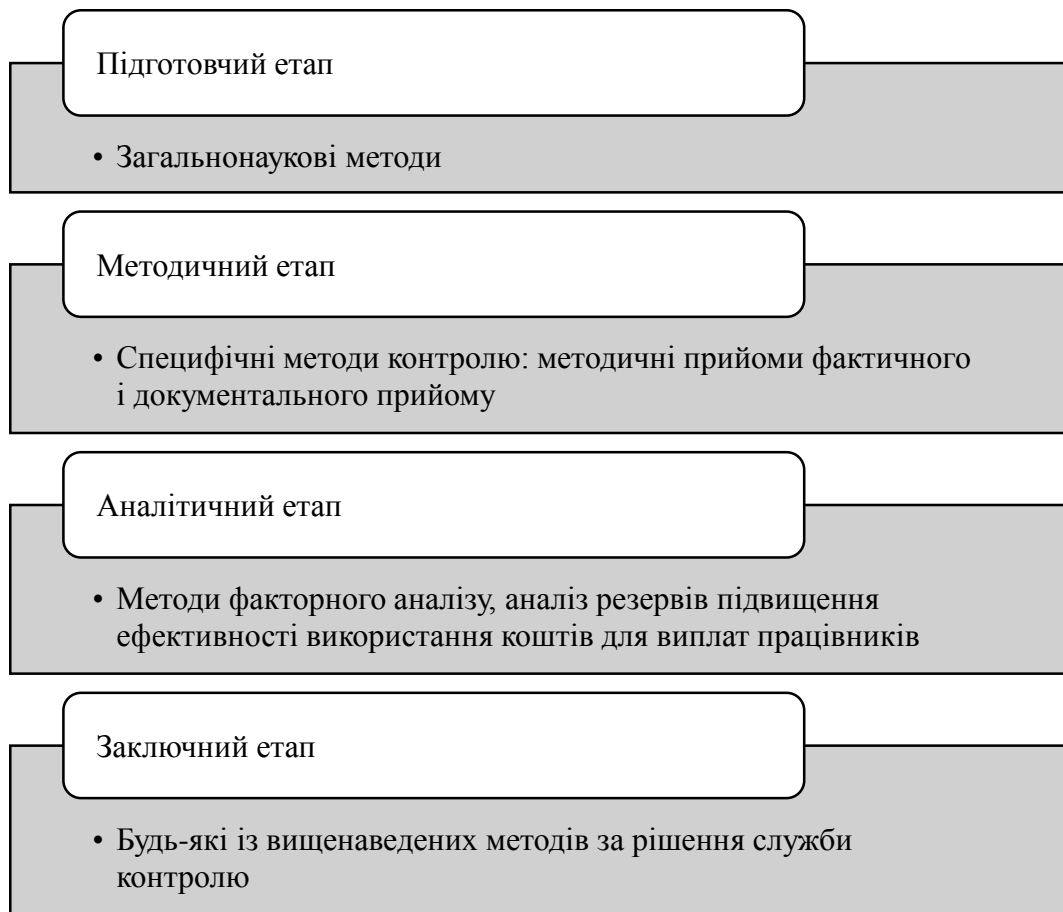 Підготовчий етап
• Загальнонаукові методи
Методичний етап
• Специфічні методи контролю: методичні прийоми фактичного
і документального прийому
Аналітичний етап
• Методи факторного аналізу, аналіз резервів підвищення
ефективності використання коштів для виплат працівників
Заключний етап
• Будь-які із вищенаведених методів за рішення служби
контролю